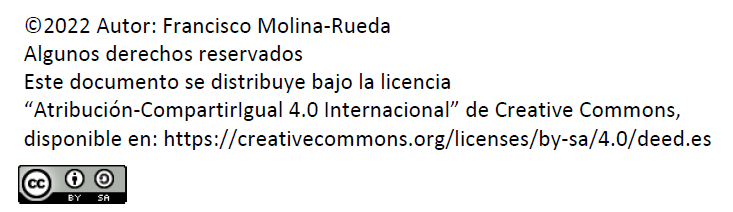 ©2022 Autor: Francisco Molina-Rueda
Algunos derechos reservados
Este documento se distribuye bajo la licencia
“Atribución-CompartirIgual 4.0 Internacional” de Creative Commons,
disponible en: https://creativecommons.org/licenses/by-sa/4.0/deed.es
cc
BY SA